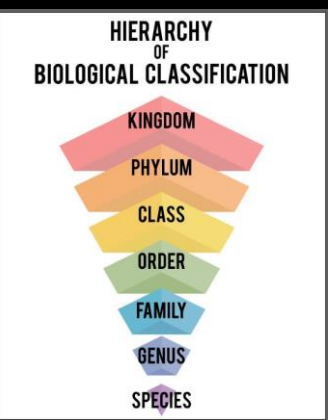 HIERARCHY
OF
BIOLOGICAL CLASSIFICATION
KINGDOM
PHYLUM
CLASS
ORDER
FAMILY
GENUS
SPECIES